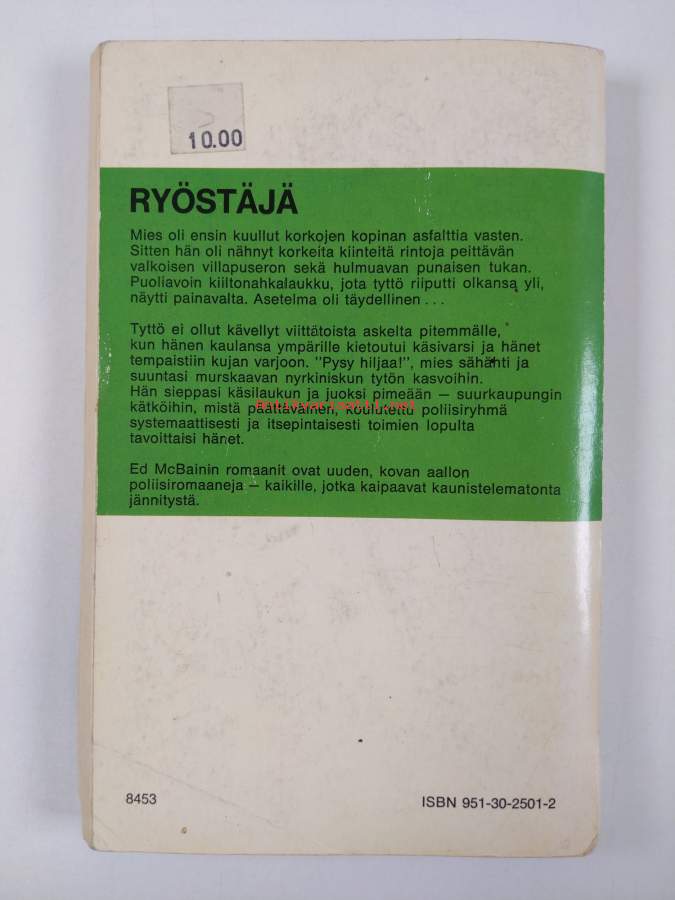 10.00
RYÖSTÄJÄ
Mies oli ensin kuullut korkojen kopinan asfalttia vasten.
Sitten hän oli nähnyt korkeita kiinteitä rintoja peittävän
valkoisen villapuseron sekä hulmuavan punaisen tukan.
Puoliavoin kiiltonahkalaukku, jota tyttö riiputti olkansa yli,
näytti painavalta. Asetelma oli täydellinen . . .
Tyttö ei ollut kävellyt viittätoista askelta pitemmälle,
kun hänen kaulansa ympärille kietoutui käsivarsi ja hänet
tempaistiin kujan varjoon. "Pysy hiljaa!", mies sähähti ja
suuntasi murskaavan nyrkiniskun tytön kasvoihin.
Hän sieppasi käsilaukun ja juoksi pimeään — suurkaupungin
kätköihin, mistä päättäväinen, koulutettu poliisiryhmä
systemaattisesti ja itsepintaisesti toimien lopulta
tavoittaisi hänet.
Ed McBainin romaanit ovat uuden, kovan aallon
poliisiromaaneja — kaikille, jotka kaipaavat kaunistelematonta
jännitystä.
8453
ISBN 951-30-2501-2